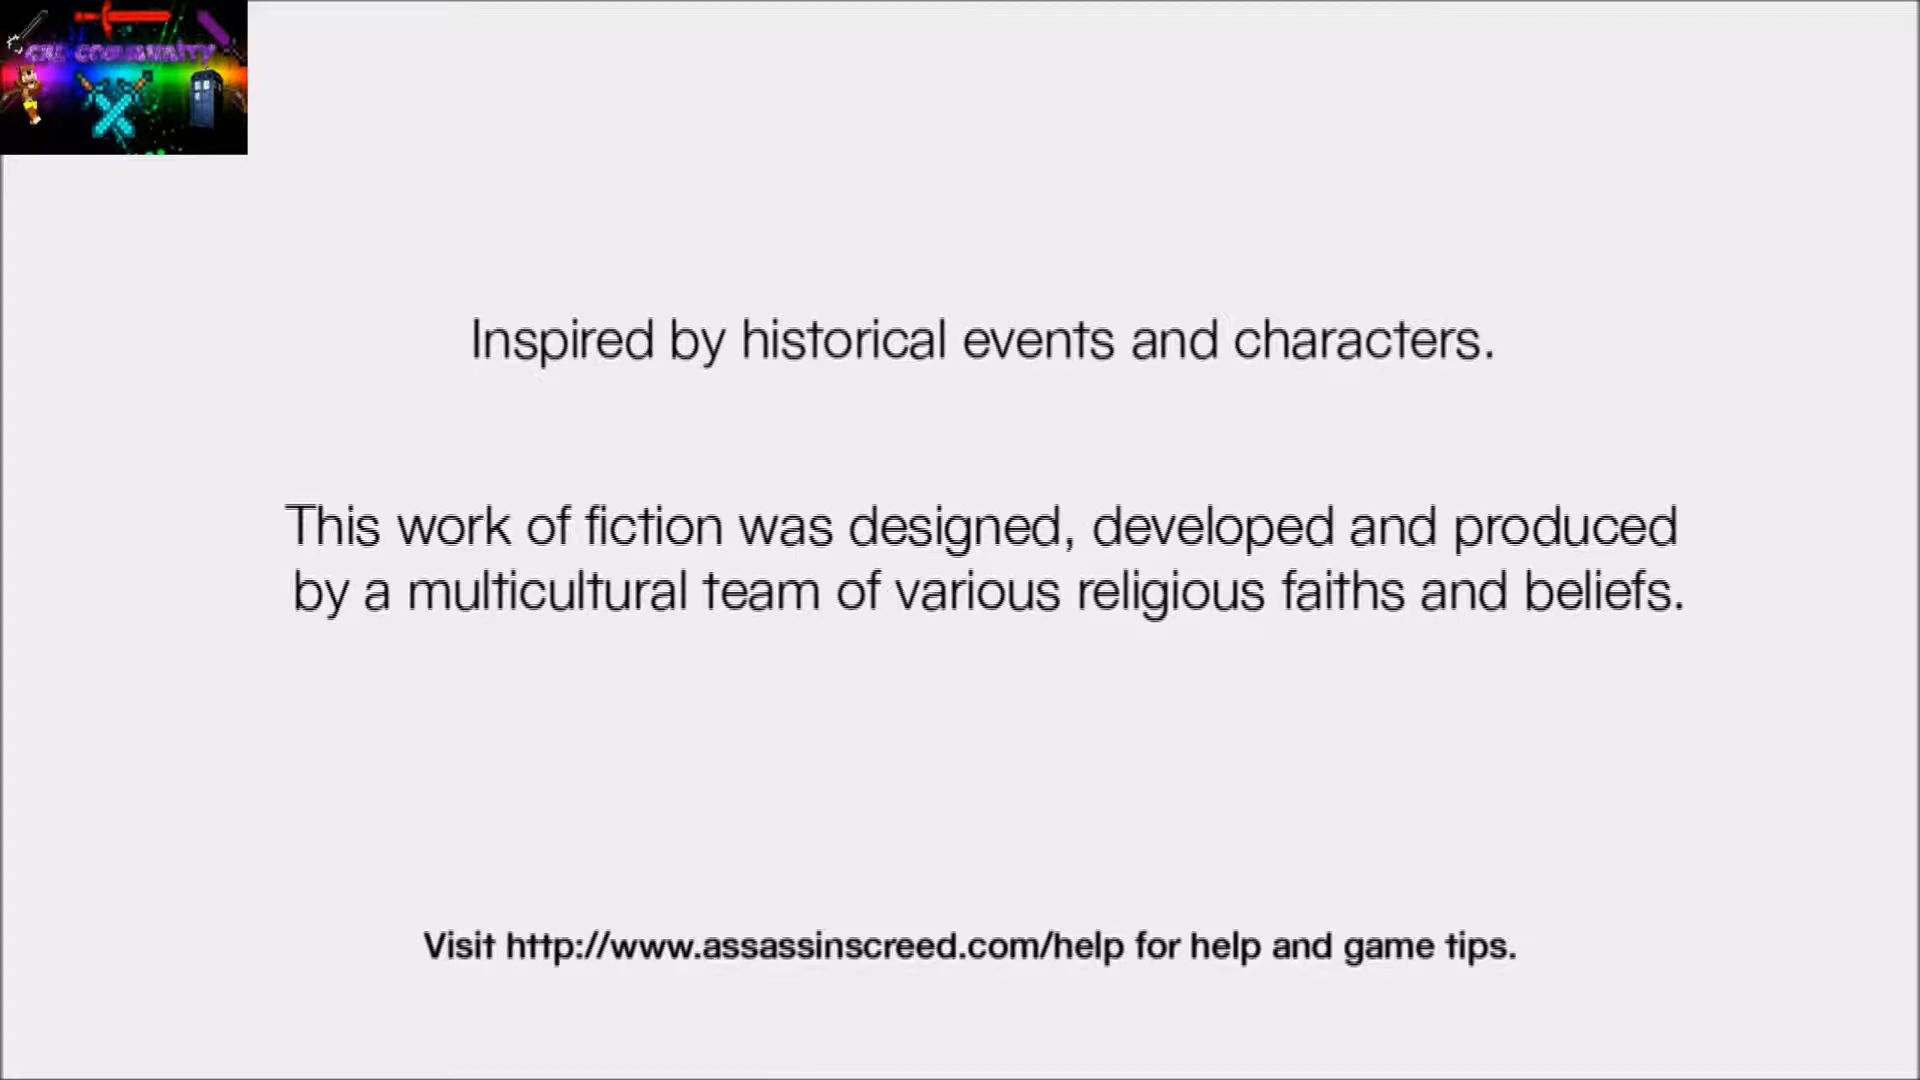 community
Inspired by historical events and characters.
This work of fiction was designed, developed and produced
by a multicultural team of various religious faiths and beliefs.
Visit http://www.assassinscreed.com/help for help and game tips.